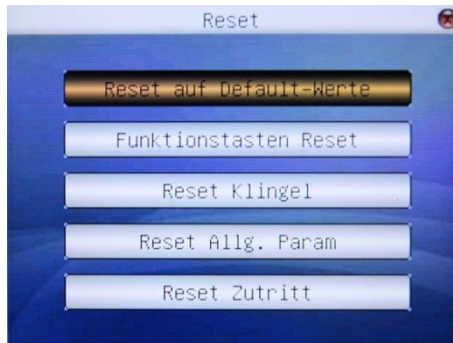 Reset
Reset auf Default-Werte
Funktionstasten Reset
Reset Klingel
Reset Allg. Param
Reset Zutritt